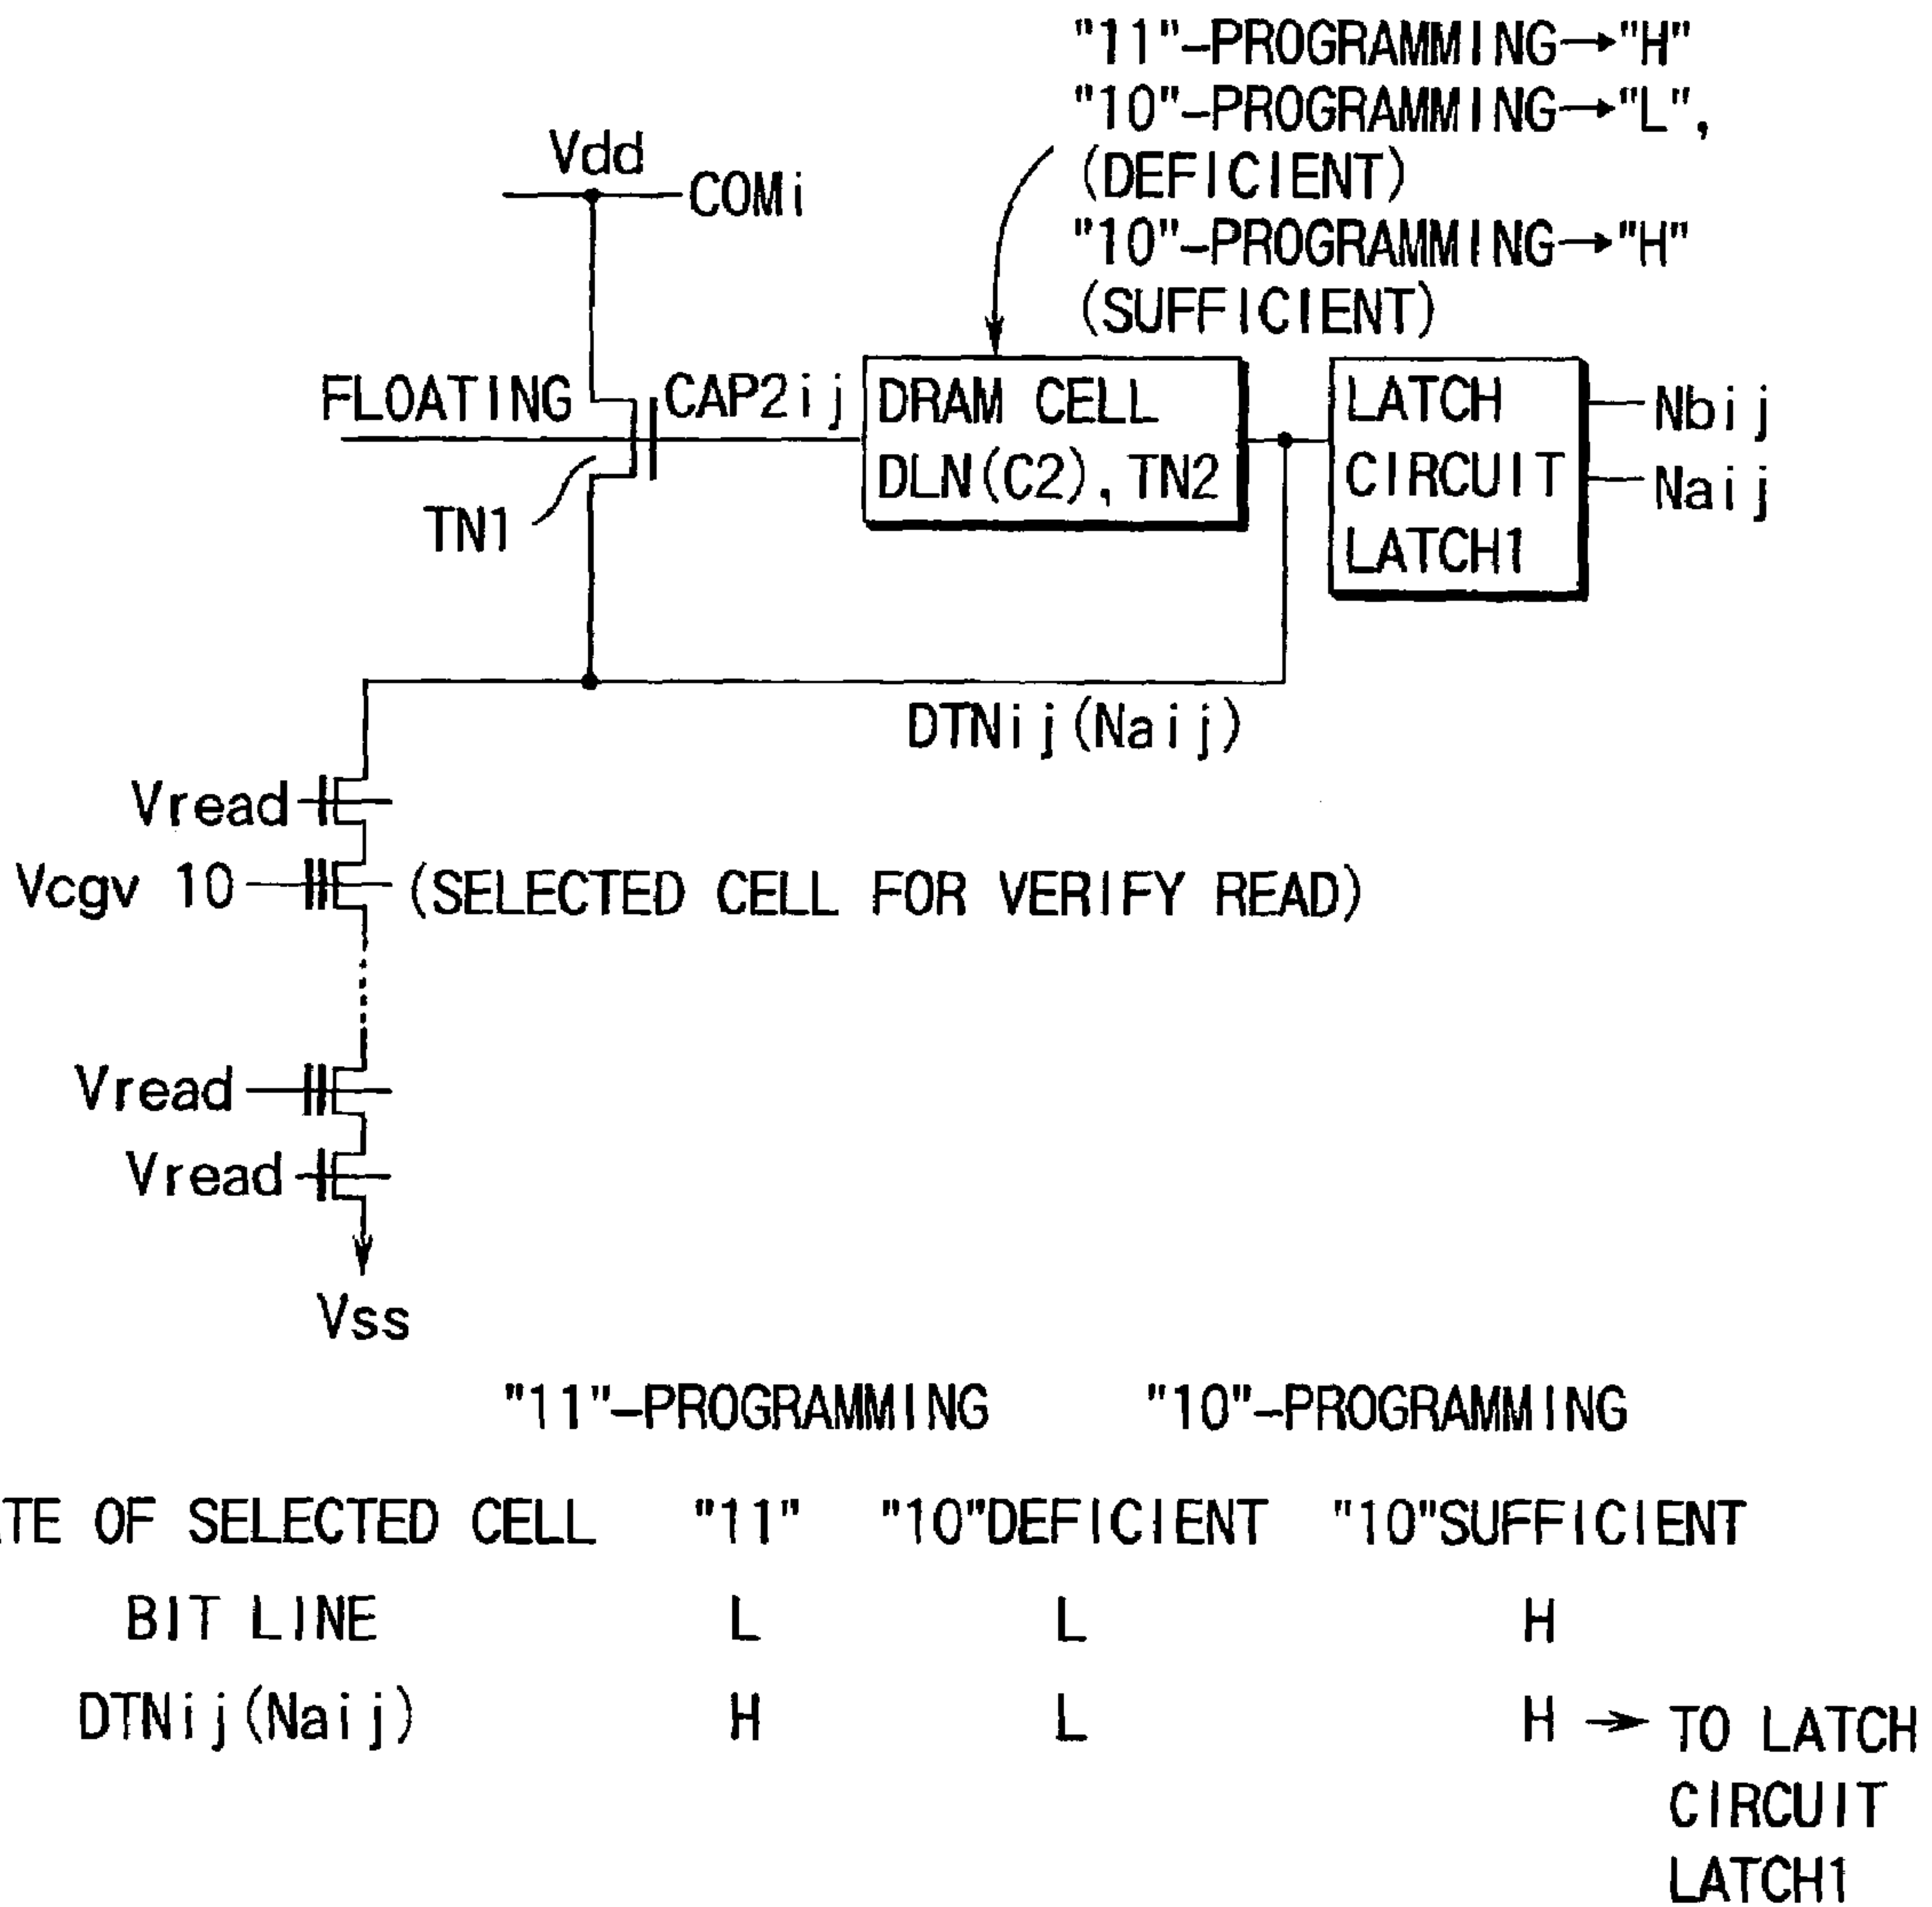 "11"-PROGRAMMING→"H"
"10"-PROGRAMMING→"L",
(DEFICIENT)
"10"-PROGRAMMING→"H"
(SUFFICIENT)
Vdd
COMi
FLOATING
CAP2ij
TN1
DRAM CELL
DLN(C2),TN2
LATCH
CIRCUIT
LATCH1
Nbij
Naij
DTNij(Naij)
Vread
Vcgv 10
(SELECTED CELL FOR VERIFY READ)
Vread
Vread
Vss
"11"-PROGRAMMING "10"-PROGRAMMING
OF SELECTED CELL "11" "10"DEFICIENT "10"SUFFICIENT
BIT LINE L L H
DTNij(Naij) H L H → TO LATCH
CIRCUIT
LATCH1